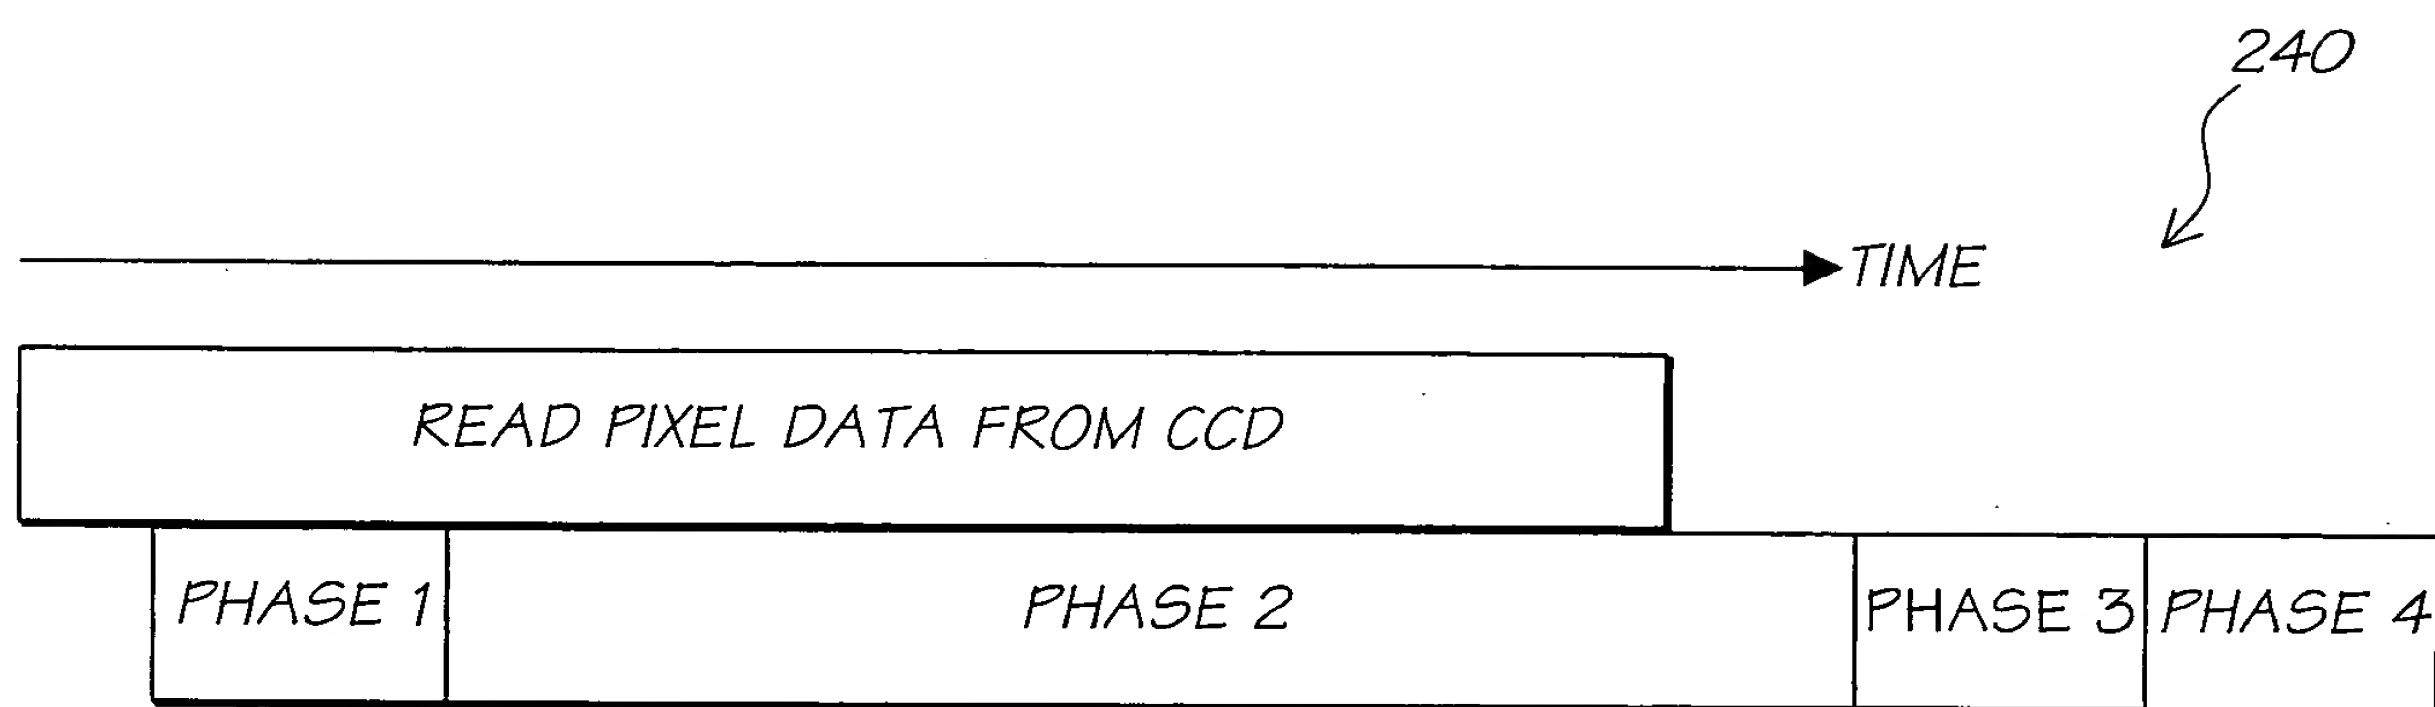 240
TIME
READ PIXEL DATA FROM CCD
PHASE 1
PHASE 2
PHASE 3
PHASE 4